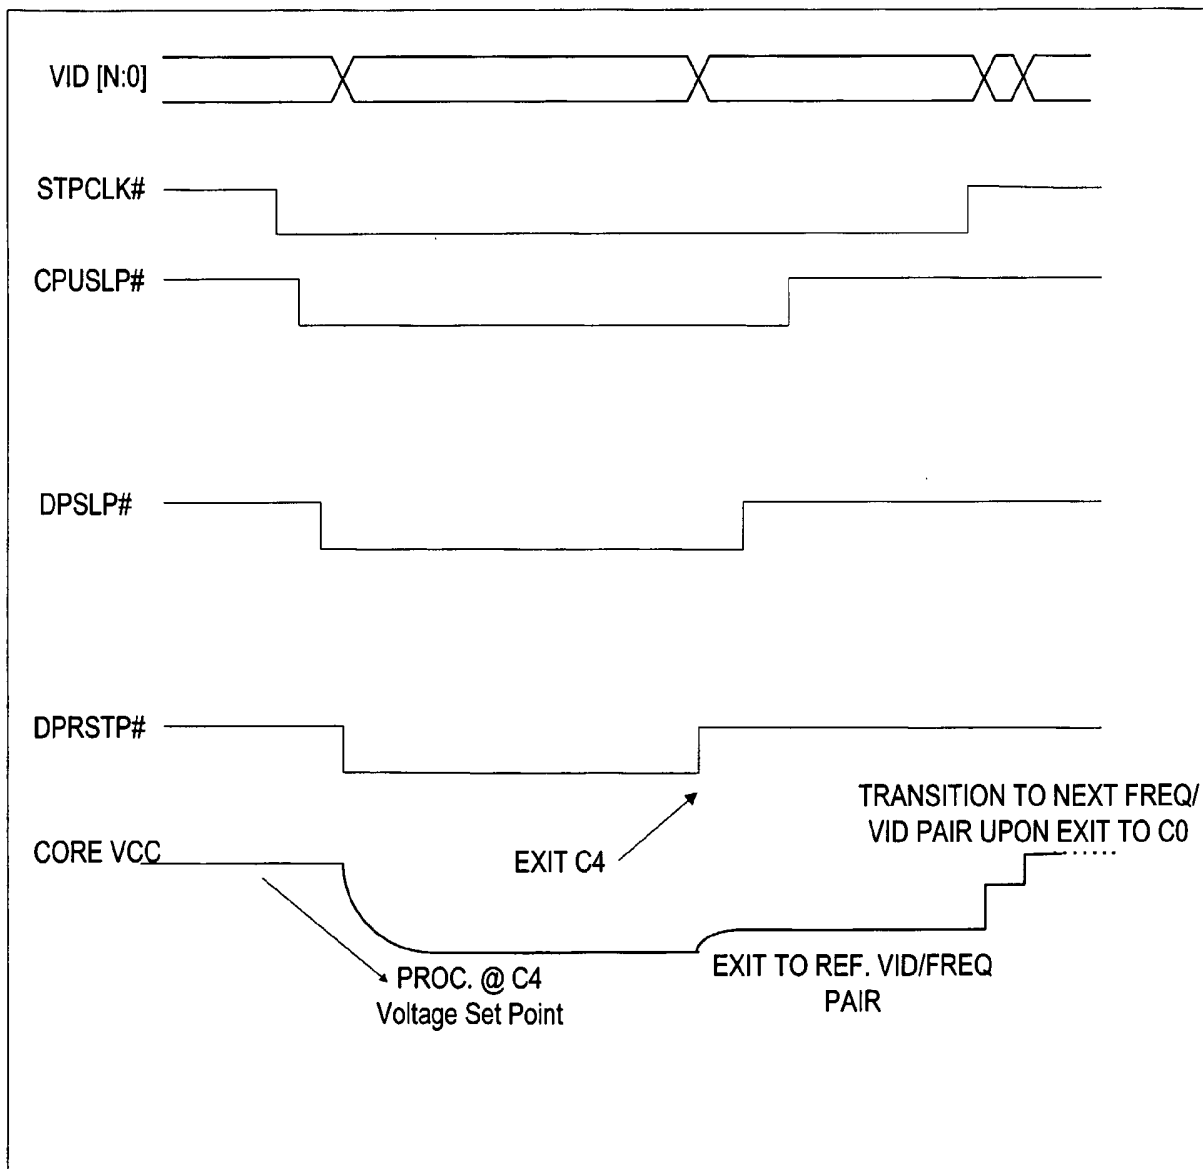 VID [N:0]
STPCLK#
CPUSLP#
DPSLP#
DPRSTP#
TRANSITION TO NEXT FREQ/
VID PAIR UPON EXIT TO C0
CORE VCC
EXIT C4
PROC. @ C4
Voltage Set Point
EXIT TO REF. VID/FREQ
PAIR